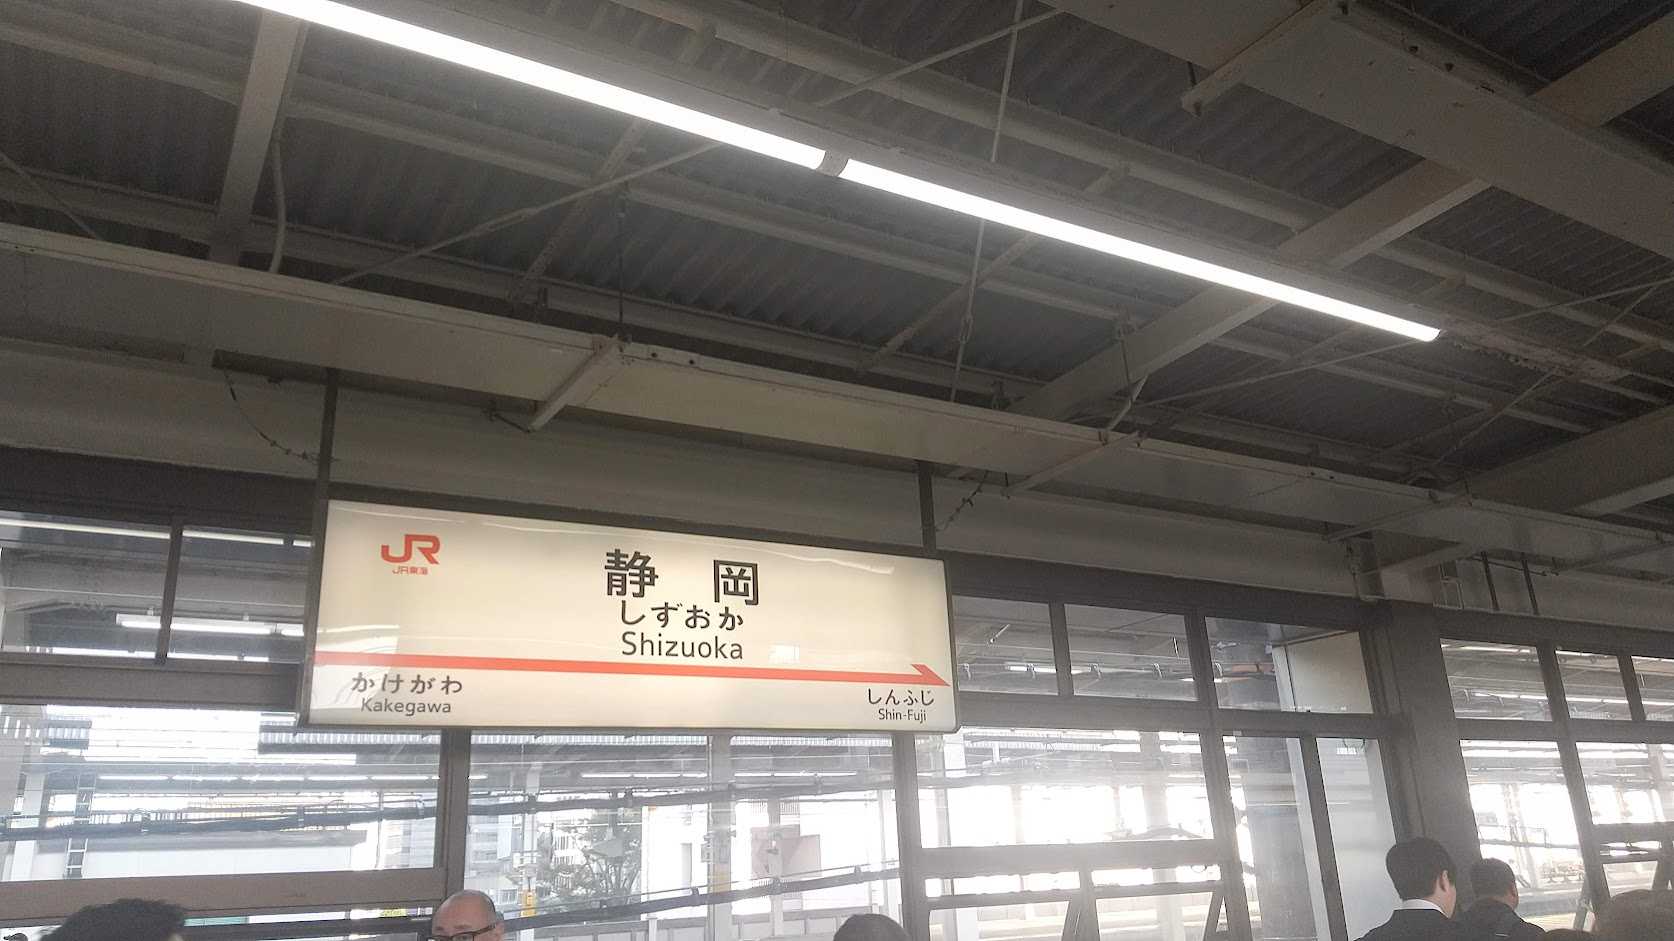 JR
JR東海
静岡
しずおか
Shizuoka
かけがわ
Kakegawa
しんふじ
Shin-Fuji